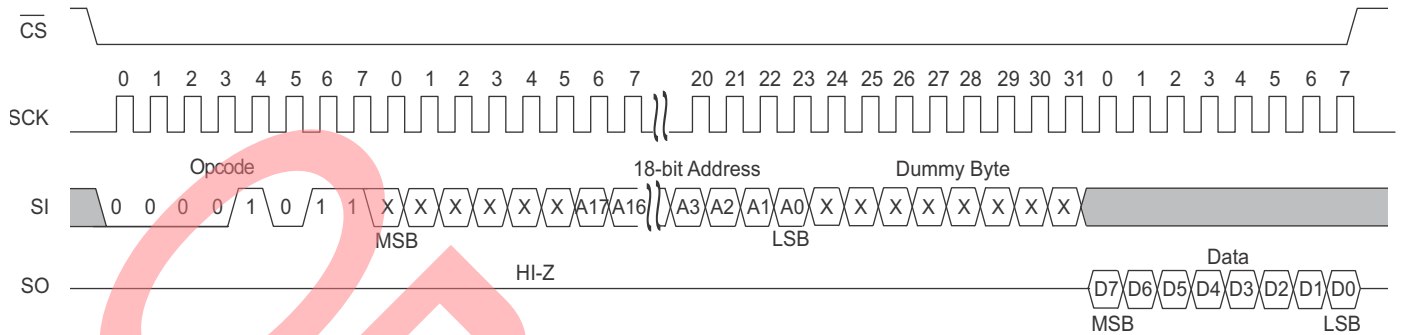 CS
0 1 2 3 4 5 6 7 0 1 2 3 4 5 6 7 20 21 22 23 24 25 26 27 28 29 30 31 0 1 2 3 4 5 6 7
SCK
Opcode 18-bit Address Dummy Byte
SI 0 0 0 0 1 0 1 1 X X X X X X A17 A16 A3 A2 A1 A0 X X X X X X X X
MSB LSB
HI-Z Data
SO D7 D6 D5 D4 D3 D2 D1 D0
MSB LSB